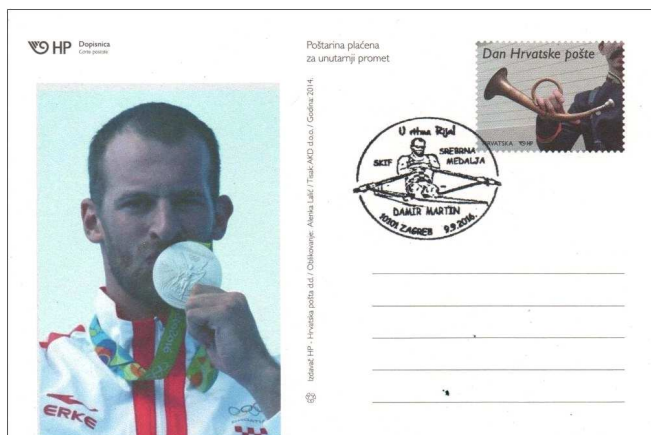 HP
Dopisnica
Carte postale
Poštarina plaćena
za unutarnji promet
Dan Hrvatske pošte
HRVATSKA HP
U ritmu Rija!
SKIF
SREBRNA
MEDALJA
DAMIR MARTIN
10101 ZAGREB 9.9.2016.
Izdavač HP - Hrvatska pošta d.d. / Oblikovanje: Alenka Lalić / Tisak: AKD d.o.o. / Godina: 2014.
ERKE